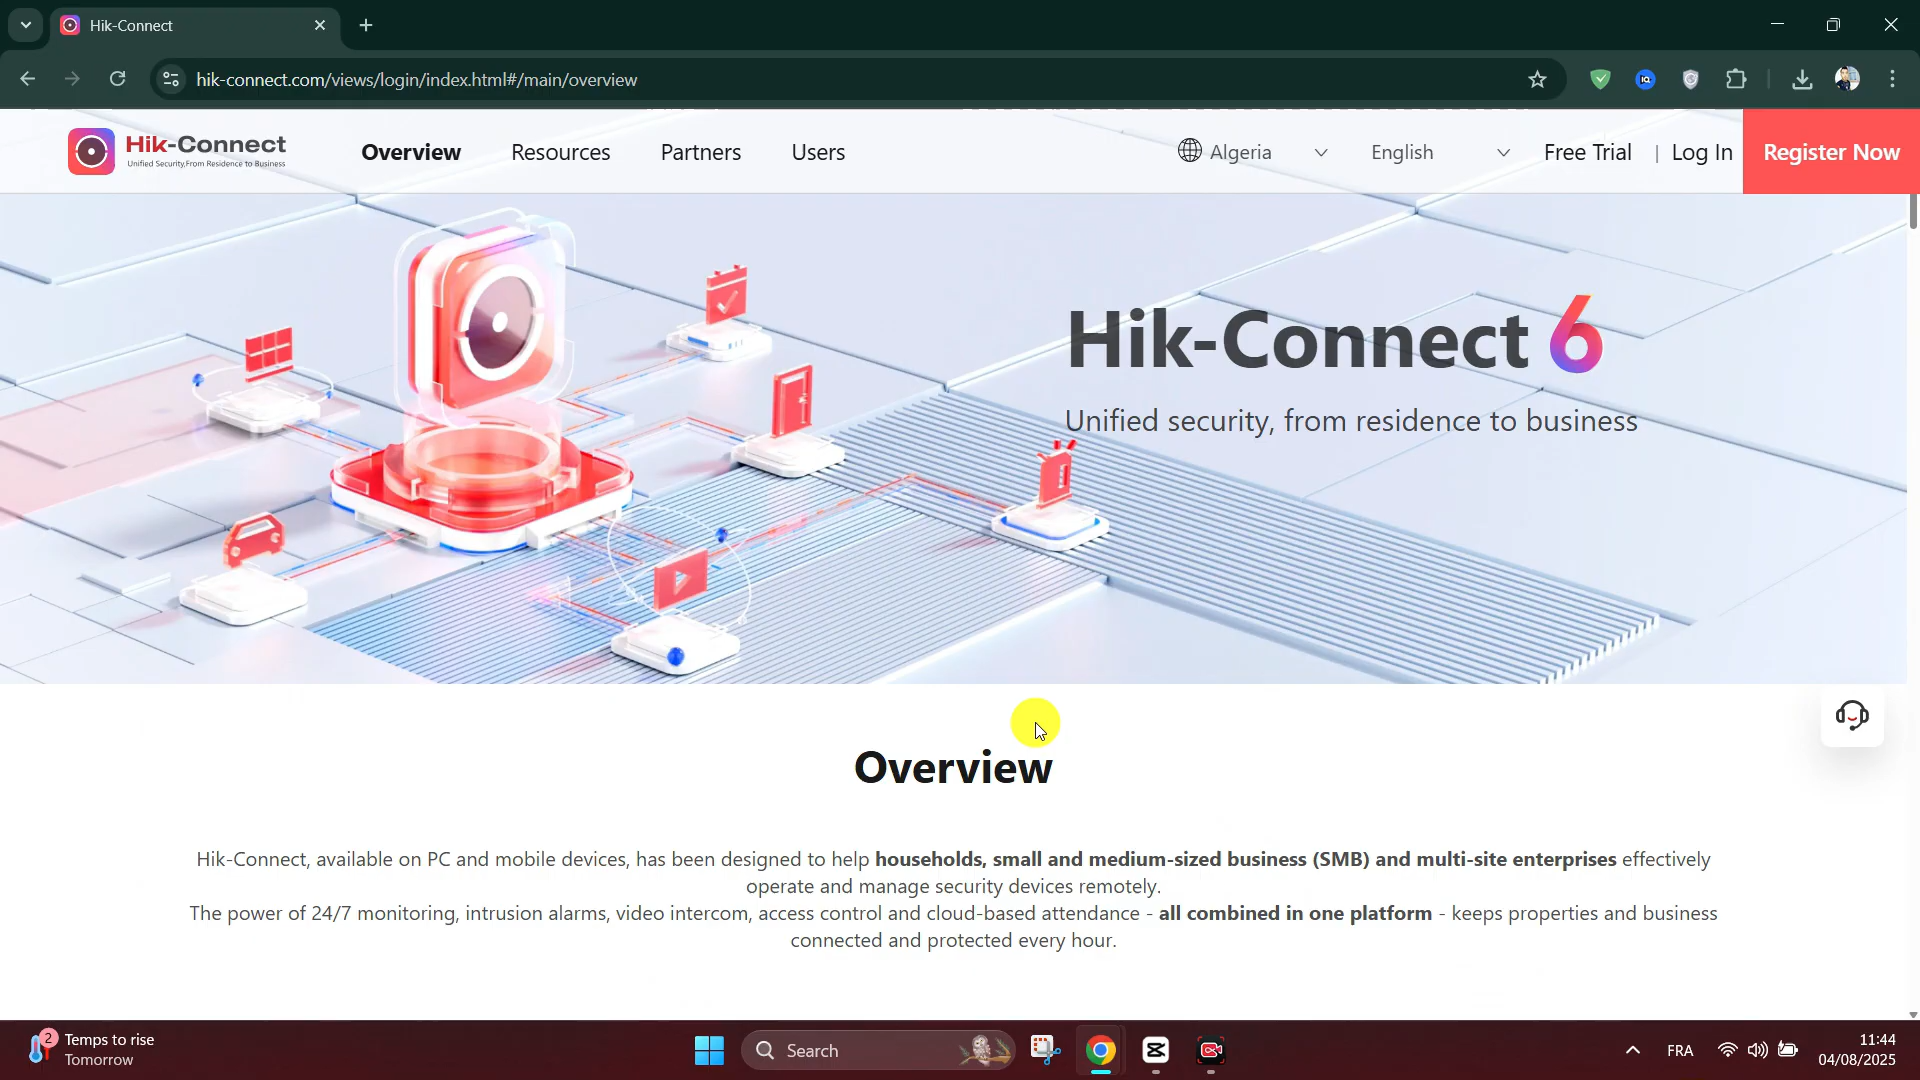 Hik-Connect
hik-connect.com/views/login/index.html#/main/overview
Hik-Connect
Unified Security,From Residence to Business
Overview
Resources
Partners
Users
Algeria
English
Free Trial
| Log In
Register Now
Hik-Connect 6
Unified security, from residence to business
Overview
Hik-Connect, available on PC and mobile devices, has been designed to help households, small and medium-sized business (SMB) and multi-site enterprises effectively
operate and manage security devices remotely.
The power of 24/7 monitoring, intrusion alarms, video intercom, access control and cloud-based attendance - all combined in one platform - keeps properties and business
connected and protected every hour.
2
Temps to rise
Tomorrow
Search
FRA
11:44
04/08/2025